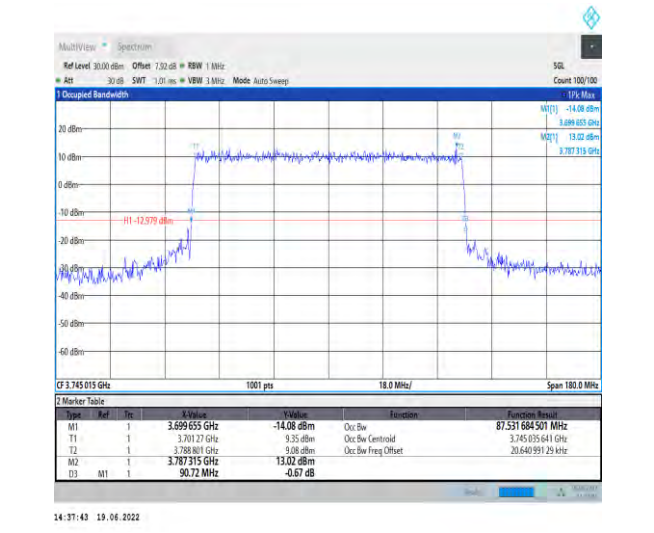 MultiView Spectrum
Ref Level 30.00 dBm Offset 7.92 dB RBW 1 MHz SGL
Att 30 dB SWT 1.01 ms VBW 3 MHz Mode Auto Sweep Count 100/100
1 Occupied Bandwidth 1Pk Max
M1[1] -14.08 dBm
3.699 655 GHz
M2[1] 13.02 dBm
3.787 315 GHz
20 dBm
M2
T1 T2
10 dBm
0 dBm
-10 dBm
H1 -12.979 dBm
-20 dBm
-30 dBm
-40 dBm
-50 dBm
-60 dBm
CF 3.745 015 GHz 1001 pts 18.0 MHz/ Span 180.0 MHz
2 Marker Table
Type Ref Trc X-Value Y-Value Function Function Result
M1 1 3.699 655 GHz -14.08 dBm Occ Bw 87.531 684 501 MHz
T1 1 3.701 27 GHz 9.35 dBm Occ Bw Centroid 3.745 035 641 GHz
T2 1 3.788 801 GHz 9.08 dBm Occ Bw Freq Offset 20.640 991 29 kHz
M2 1 3.787 315 GHz 13.02 dBm
D3 M1 1 90.72 MHz -0.67 dB
14:37:43 19.06.2022